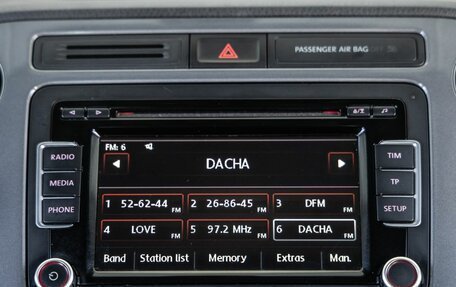 PASSENGER AIR BAG OFF
RADIO
MEDIA
PHONE
TIM
TP
SETUP
FM: 6
DACHA
1 52-62-44 FM
2 26-86-45 FM
3 DFM FM
4 LOVE FM
5 97.2 MHz FM
6 DACHA FM
Band Station list Memory Extras Man.